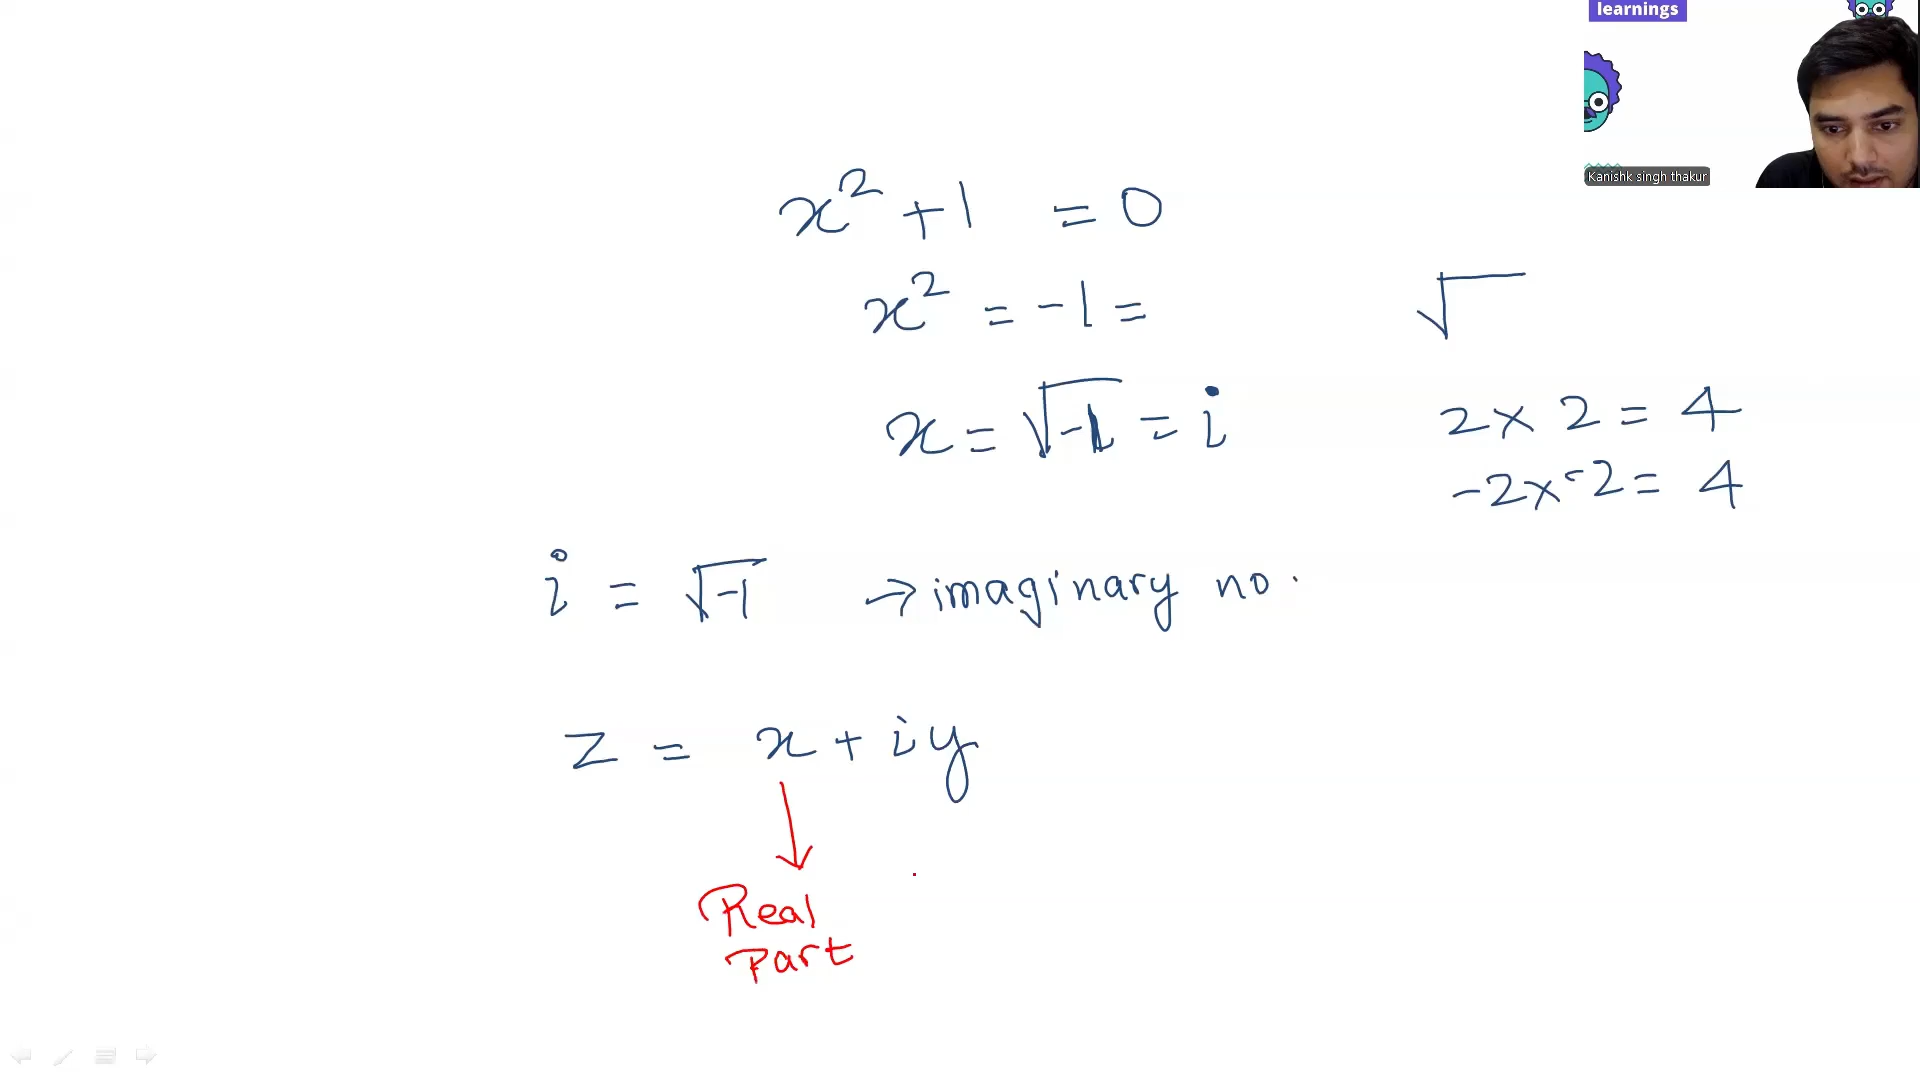 learnings
Kanishk singh thakur
x² + 1 = 0
x² = -1 =
√
x = √-1 = i
2 x 2 = 4
-2 x -2 = 4
i = √-1 → imaginary no.
z = x + iy
Real
Part